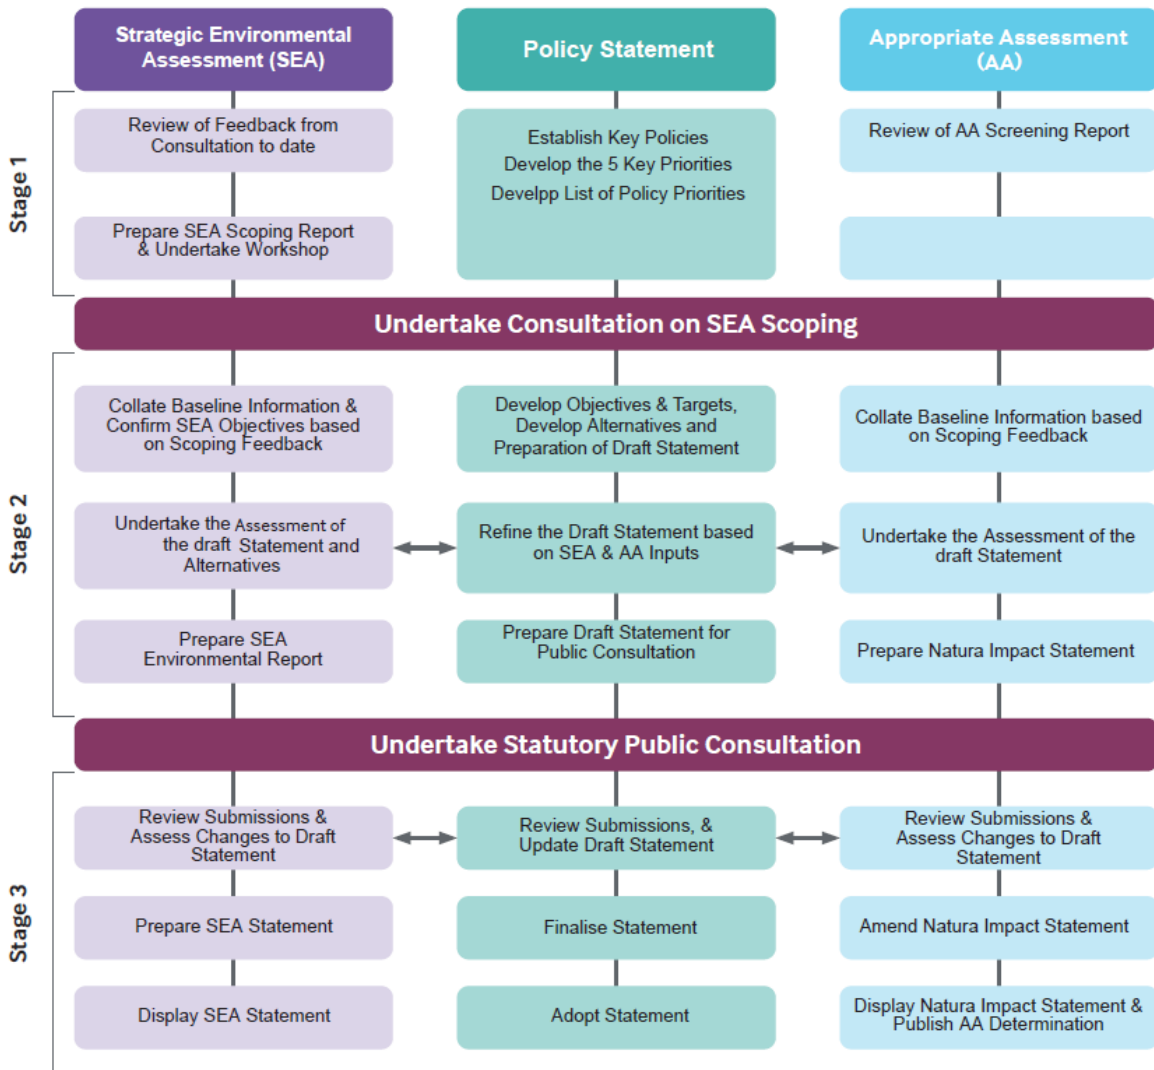 Strategic Environmental
Assessment (SEA)
Policy Statement
Appropriate Assessment
(AA)
Stage 1
Review of Feedback from
Consultation to date
Establish Key Policies
Develop the 5 Key Priorities
Develpp List of Policy Priorities
Review of AA Screening Report
Prepare SEA Scoping Report
& Undertake Workshop
Undertake Consultation on SEA Scoping
Stage 2
Collate Baseline Information &
Confirm SEA Objectives based
on Scoping Feedback
Develop Objectives & Targets,
Develop Alternatives and
Preparation of Draft Statement
Collate Baseline Information based
on Scoping Feedback
Undertake the Assessment of
the draft Statement and
Alternatives
Refine the Draft Statement based
on SEA & AA Inputs
Undertake the Assessment of the
draft Statement
Prepare SEA
Environmental Report
Prepare Draft Statement for
Public Consultation
Prepare Natura Impact Statement
Undertake Statutory Public Consultation
Stage 3
Review Submissions &
Assess Changes to Draft
Statement
Review Submissions, &
Update Draft Statement
Review Submissions &
Assess Changes to Draft
Statement
Prepare SEA Statement
Finalise Statement
Amend Natura Impact Statement
Display SEA Statement
Adopt Statement
Display Natura Impact Statement &
Publish AA Determination